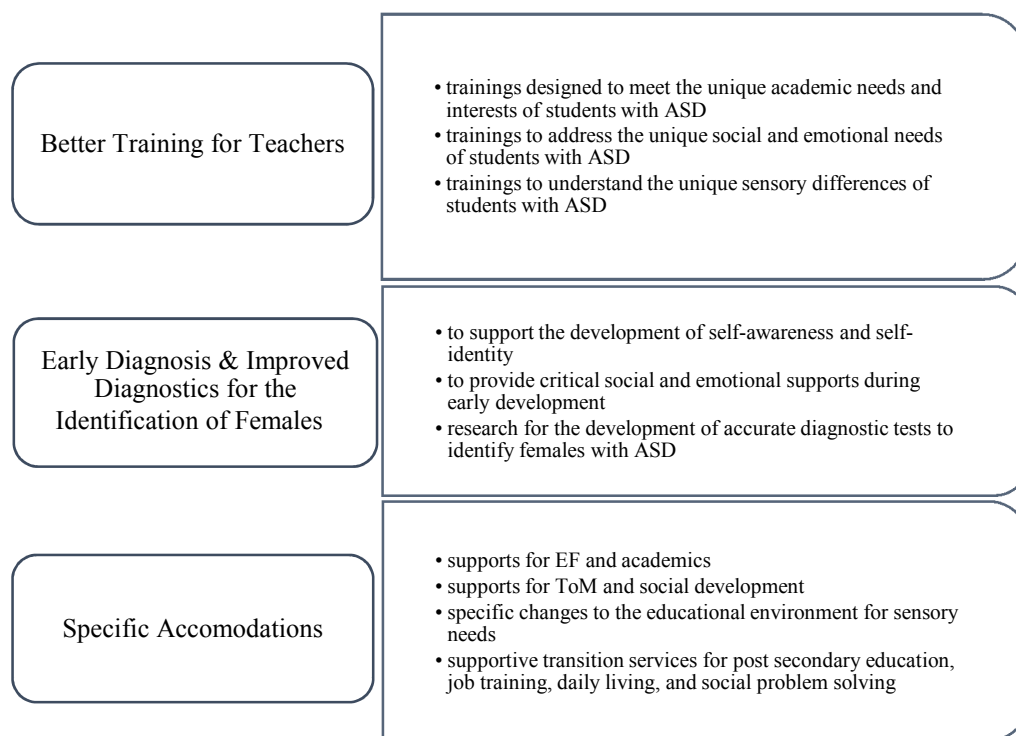 Better Training for Teachers
• trainings designed to meet the unique academic needs and
interests of students with ASD
• trainings to address the unique social and emotional needs
of students with ASD
• trainings to understand the unique sensory differences of
students with ASD
Early Diagnosis & Improved
Diagnostics for the
Identification of Females
• to support the development of self-awareness and self-
identity
• to provide critical social and emotional supports during
early development
• research for the development of accurate diagnostic tests to
identify females with ASD
Specific Accomodations
• supports for EF and academics
• supports for ToM and social development
• specific changes to the educational environment for sensory
needs
• supportive transition services for post secondary education,
job training, daily living, and social problem solving